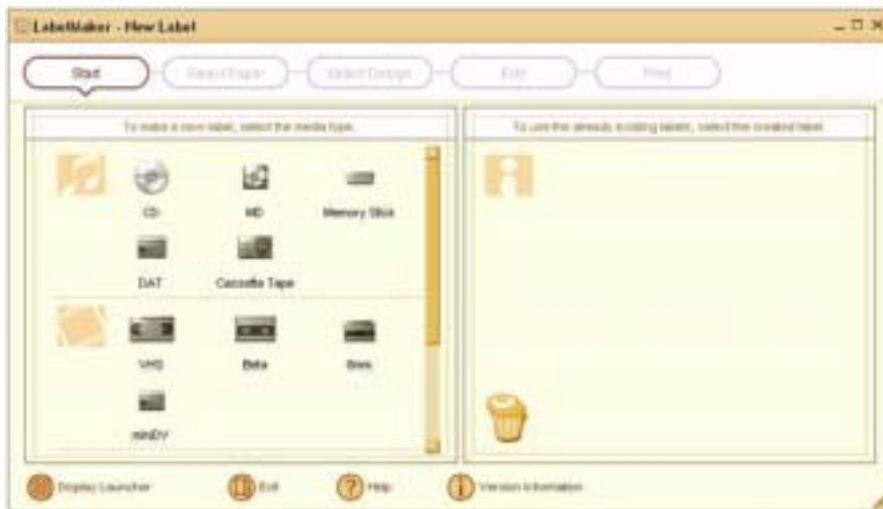 LabelMaker - New Label
Start
Select Paper
Select Design
Edit
Print
To make a new label, select the media type.
To use the already existing labels, select the created label.
CD
MD
Memory Stick
DAT
Cassette Tape
VHS
Beta
8mm
miniDV
Display Launcher
Exit
Help
Version Information